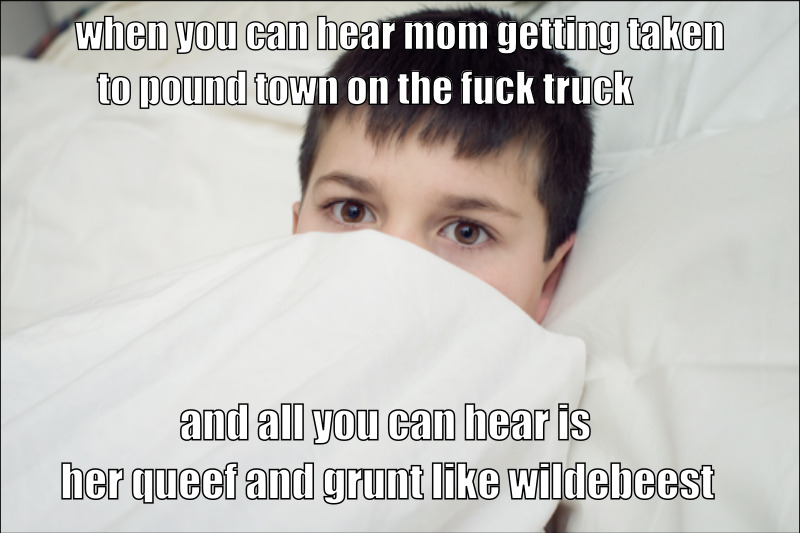 when you can hear mom getting taken
to pound town on the fuck truck
and all you can hear is
her queef and grunt like wildebeest